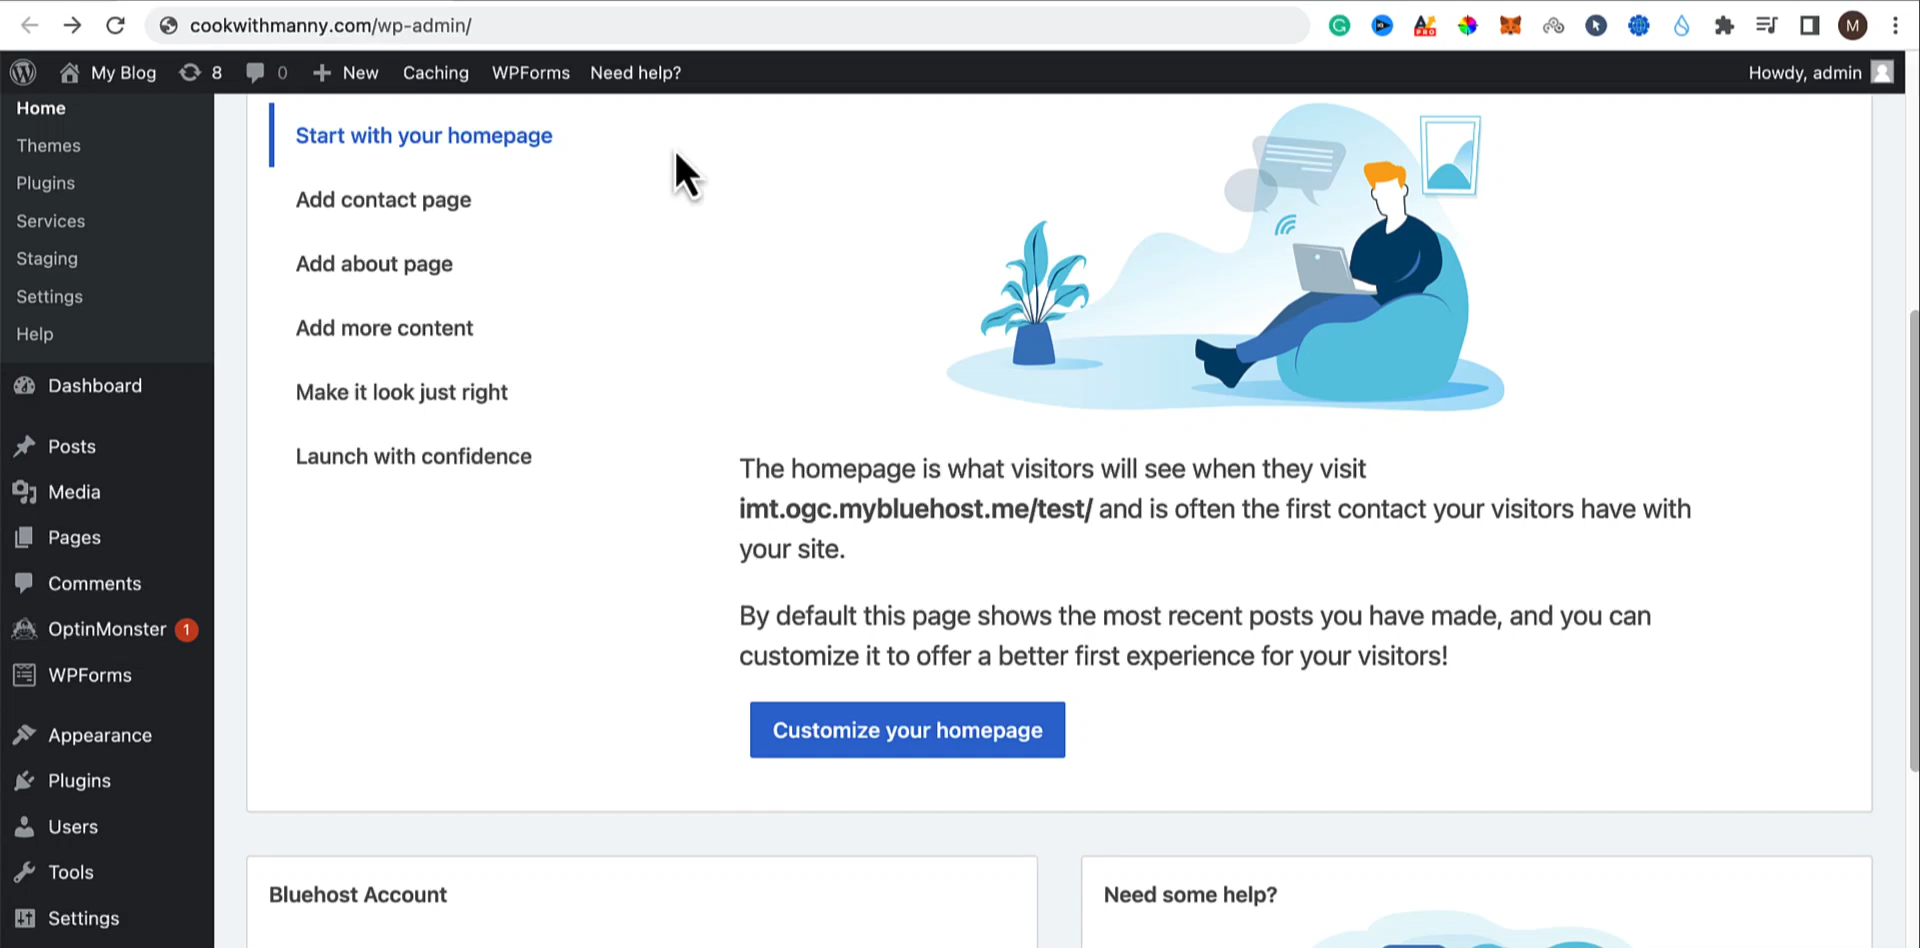 cookwithmanny.com/wp-admin/
M
My Blog 8 0 New Caching WPForms Need help? Howdy, admin
Home
Themes
Plugins
Services
Staging
Settings
Help
Dashboard
Posts
Media
Pages
Comments
OptinMonster 1
WPForms
Appearance
Plugins
Users
Tools
Settings
Start with your homepage
Add contact page
Add about page
Add more content
Make it look just right
Launch with confidence
The homepage is what visitors will see when they visit
imt.ogc.mybluehost.me/test/ and is often the first contact your visitors have with
your site.
By default this page shows the most recent posts you have made, and you can
customize it to offer a better first experience for your visitors!
Customize your homepage
Bluehost Account
Need some help?